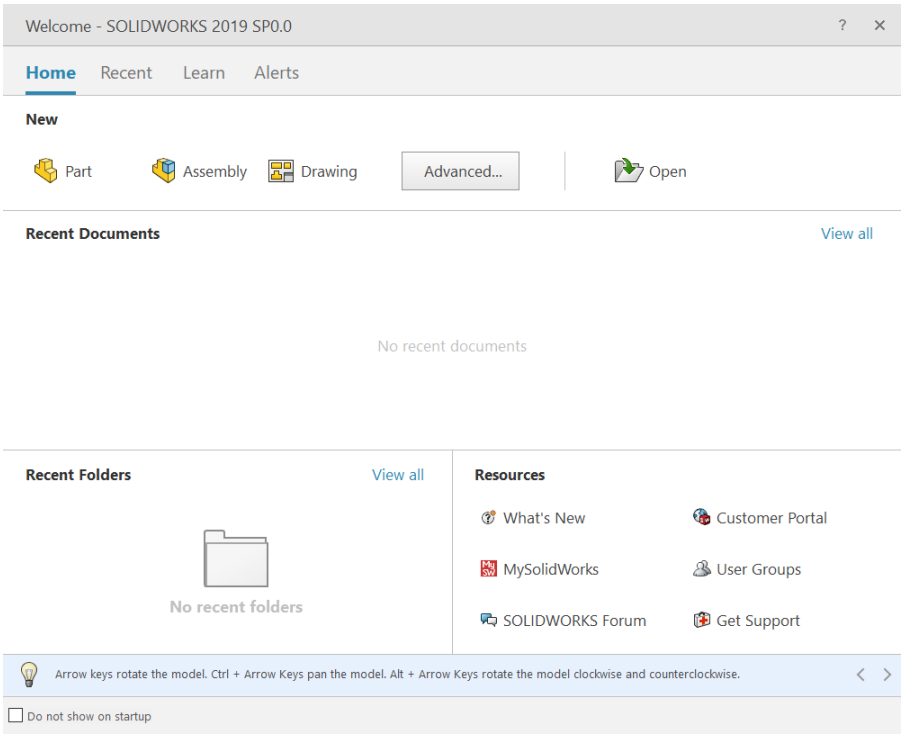 Welcome - SOLIDWORKS 2019 SP0.0 ?
Home Recent Learn Alerts
New
Part Assembly Drawing Advanced... Open
Recent Documents View all
No recent documents
Recent Folders View all
No recent folders
Resources
What's New Customer Portal
My SW MySolidWorks User Groups
SOLIDWORKS Forum Get Support
Arrow keys rotate the model. Ctrl + Arrow Keys pan the model. Alt + Arrow Keys rotate the model clockwise and counterclockwise.
Do not show on startup